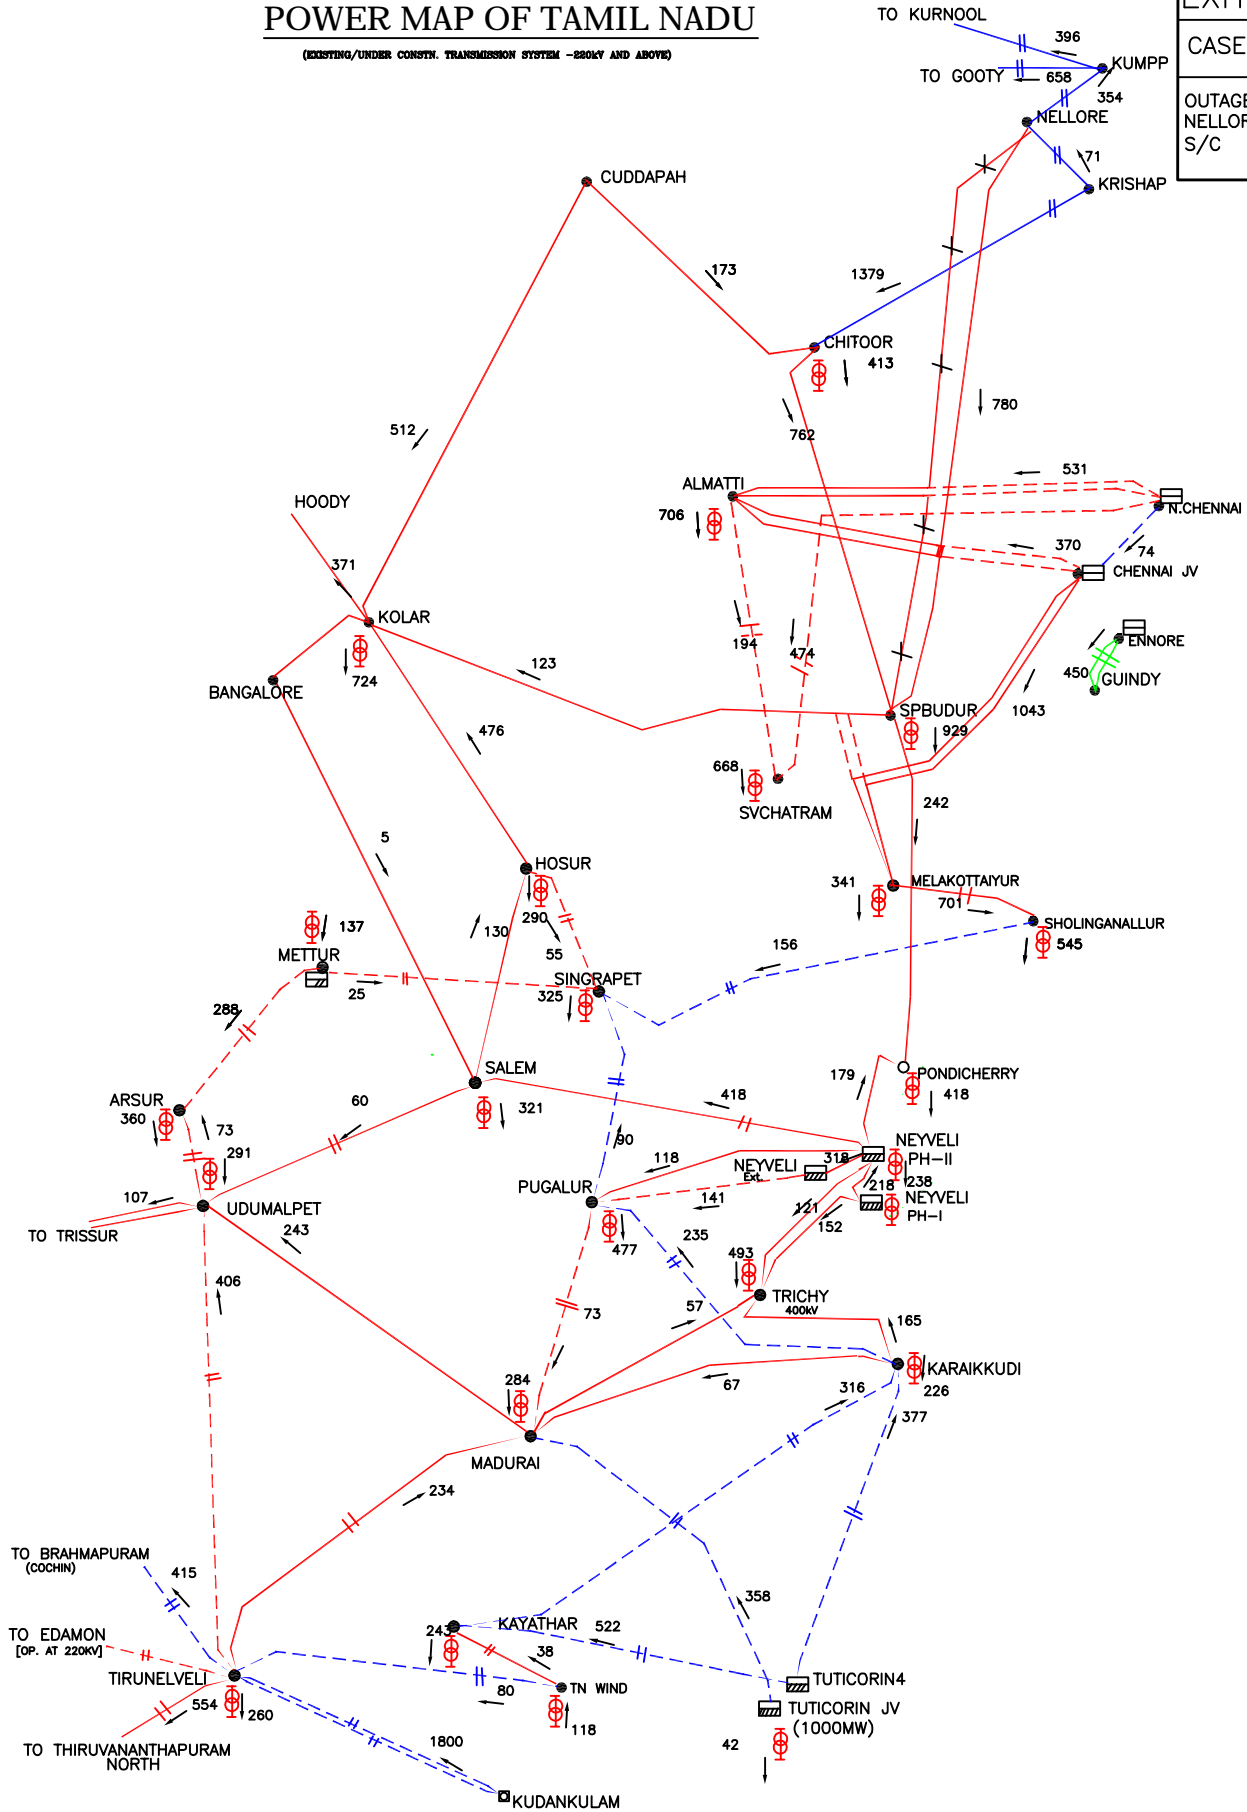 POWER MAP OF TAMIL NADU
(EXISTING/UNDER CONSTN. TRANSMISSION SYSTEM -220kV AND ABOVE)
TO KURNOOL
396
CASE
KUMPP
TO GOOTY
658
354
OUTAGE
NELLOR
S/C
NELLORE
71
KRISHAP
CUDDAPAH
173
1379
CHITOOR
413
780
762
512
531
ALMATTI
HOODY
706
N.CHENNAI
370
74
371
CHENNAI JV
KOLAR
194
474
ENNORE
123
450
GUINDY
724
BANGALORE
SPBUDUR
1043
476
929
668
SVCHATRAM
242
5
HOSUR
341
MELAKOTTAIYUR
290
701
SHOLINGANALLUR
137
130
545
METTUR
55
156
SINGRAPET
25
325
288
SALEM
PONDICHERRY
179
ARSUR
60
418
418
360
321
73
90
NEYVELI
PH-II
291
118
NEYVELI
Ext.
318
238
218
PUGALUR
141
NEYVELI
PH-I
107
UDUMALPET
121
152
TO TRISSUR
243
235
477
493
406
TRICHY
400kV
57
73
165
KARAIKKUDI
284
67
316
226
377
MADURAI
234
TO BRAHMAPURAM
(COCHIN)
415
358
TO EDAMON
[OP. AT 220KV]
243
KAYATHAR
522
38
TIRUNELVELI
TUTICORIN4
80
TN WIND
554
260
118
TUTICORIN JV
(1000MW)
TO THIRUVANANTHAPURAM
NORTH
1800
42
KUDANKULAM